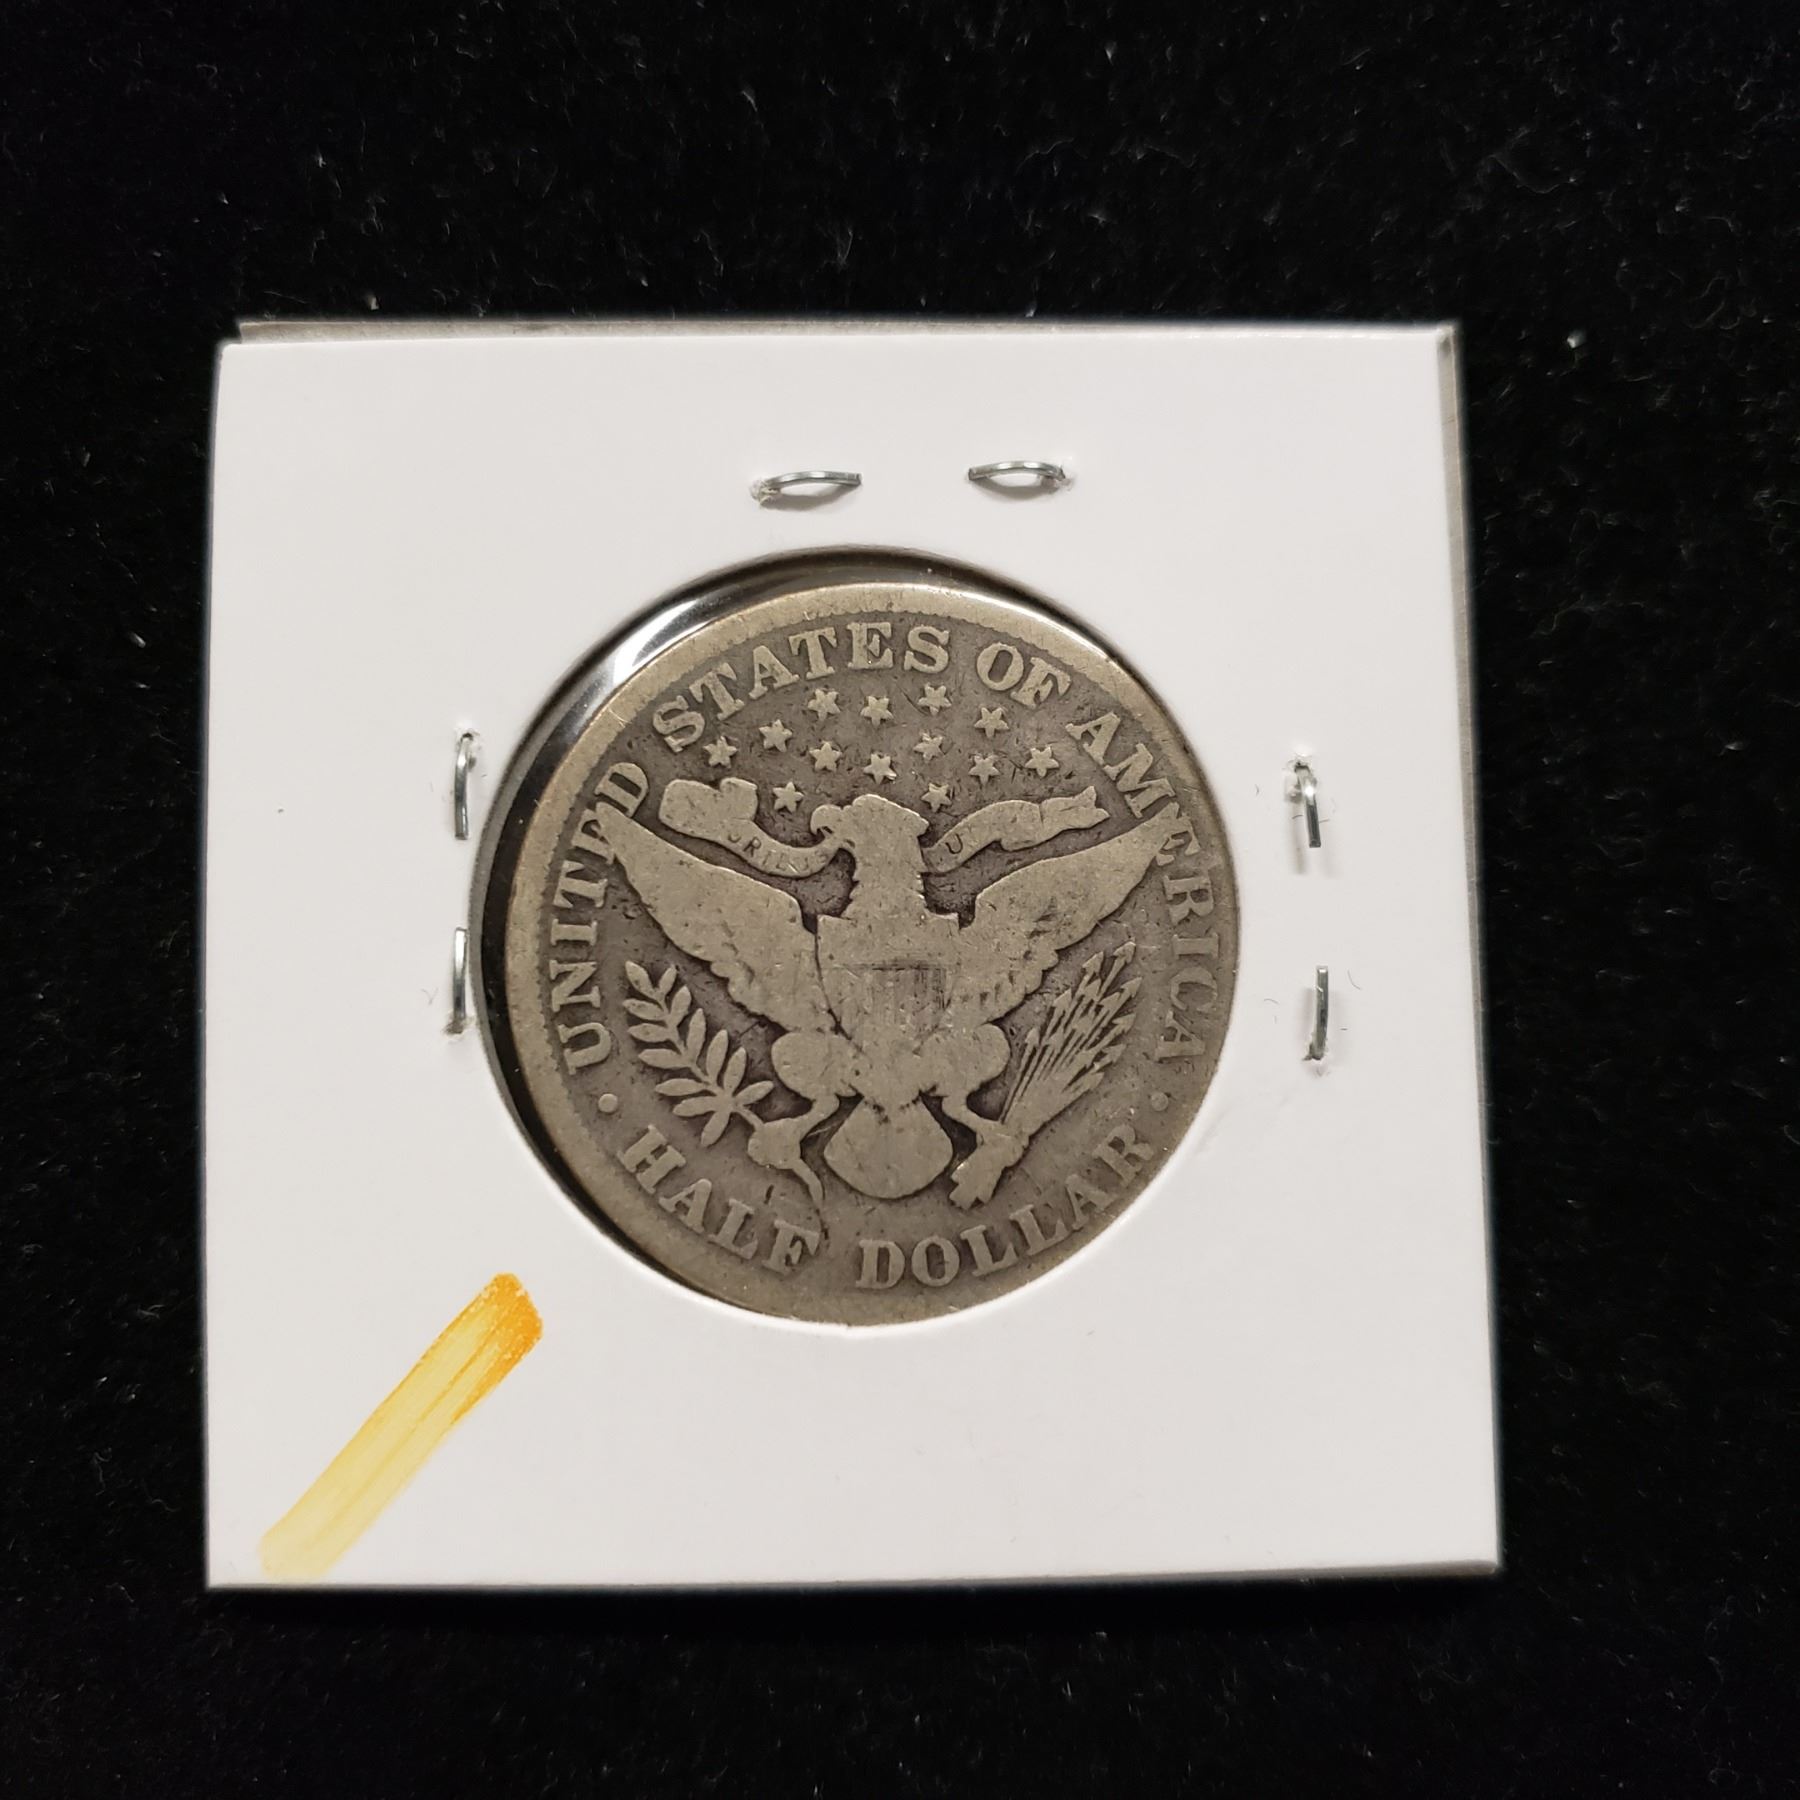 UNITED STATES OF AMERICA
HALF DOLLAR